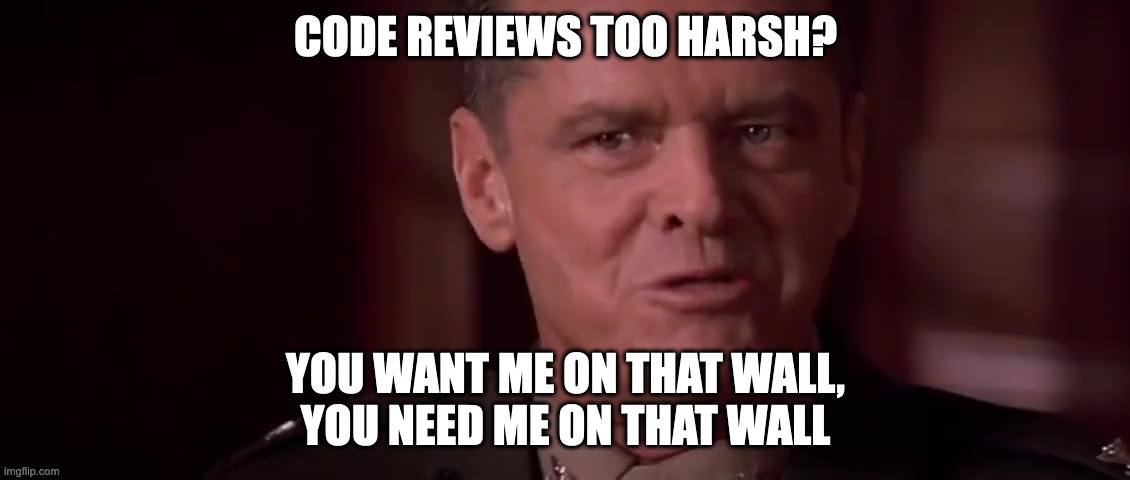 CODE REVIEWS TOO HARSH?
YOU WANT ME ON THAT WALL,
YOU NEED ME ON THAT WALL
imgflip.com